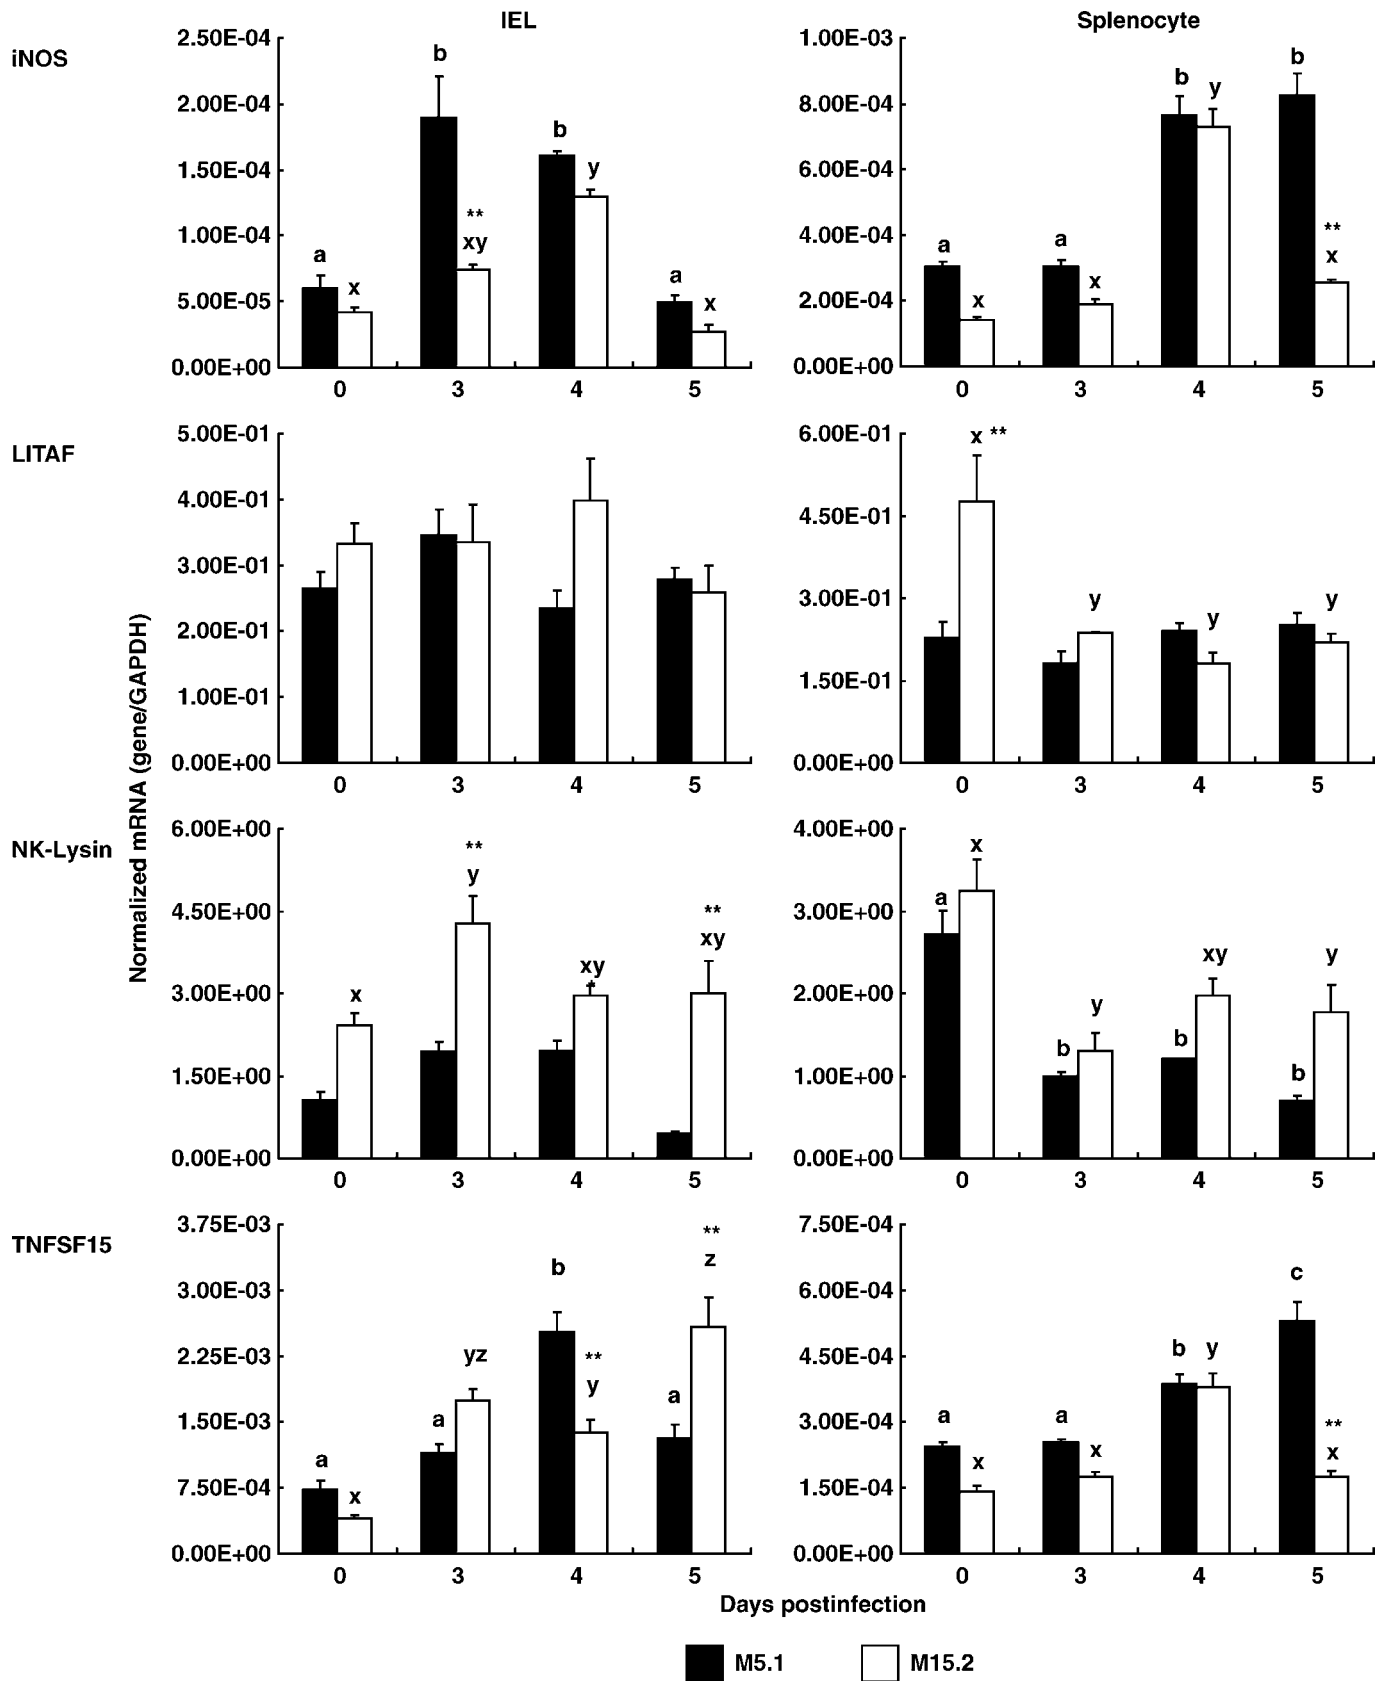 IEL
Splenocyte
Normalized mRNA (gene/GAPDH)
iNOS
2.50E-04
2.00E-04
1.50E-04
1.00E-04
5.00E-05
0.00E+00
a
x
b
**
xy
b
y
a
x
0 3 4 5
1.00E-03
8.00E-04
6.00E-04
4.00E-04
2.00E-04
0.00E+00
a
x
a
x
b
y
b
**
x
0 3 4 5
LITAF
5.00E-01
4.00E-01
3.00E-01
2.00E-01
1.00E-01
0.00E+00
0 3 4 5
6.00E-01
4.50E-01
3.00E-01
1.50E-01
0.00E+00
x **
y
y
y
0 3 4 5
NK-Lysin
6.00E+00
4.50E+00
3.00E+00
1.50E+00
0.00E+00
x
**
y
xy
**
xy
0 3 4 5
4.00E+00
3.00E+00
2.00E+00
1.00E+00
0.00E+00
a
x
b
y
b
xy
b
y
0 3 4 5
TNFSF15
3.75E-03
3.00E-03
2.25E-03
1.50E-03
7.50E-04
0.00E+00
a
x
a
yz
b
**
y
a
**
z
0 3 4 5
7.50E-04
6.00E-04
4.50E-04
3.00E-04
1.50E-04
0.00E+00
a
x
a
x
b
y
c
**
x
0 3 4 5
Days postinfection
M5.1
M15.2